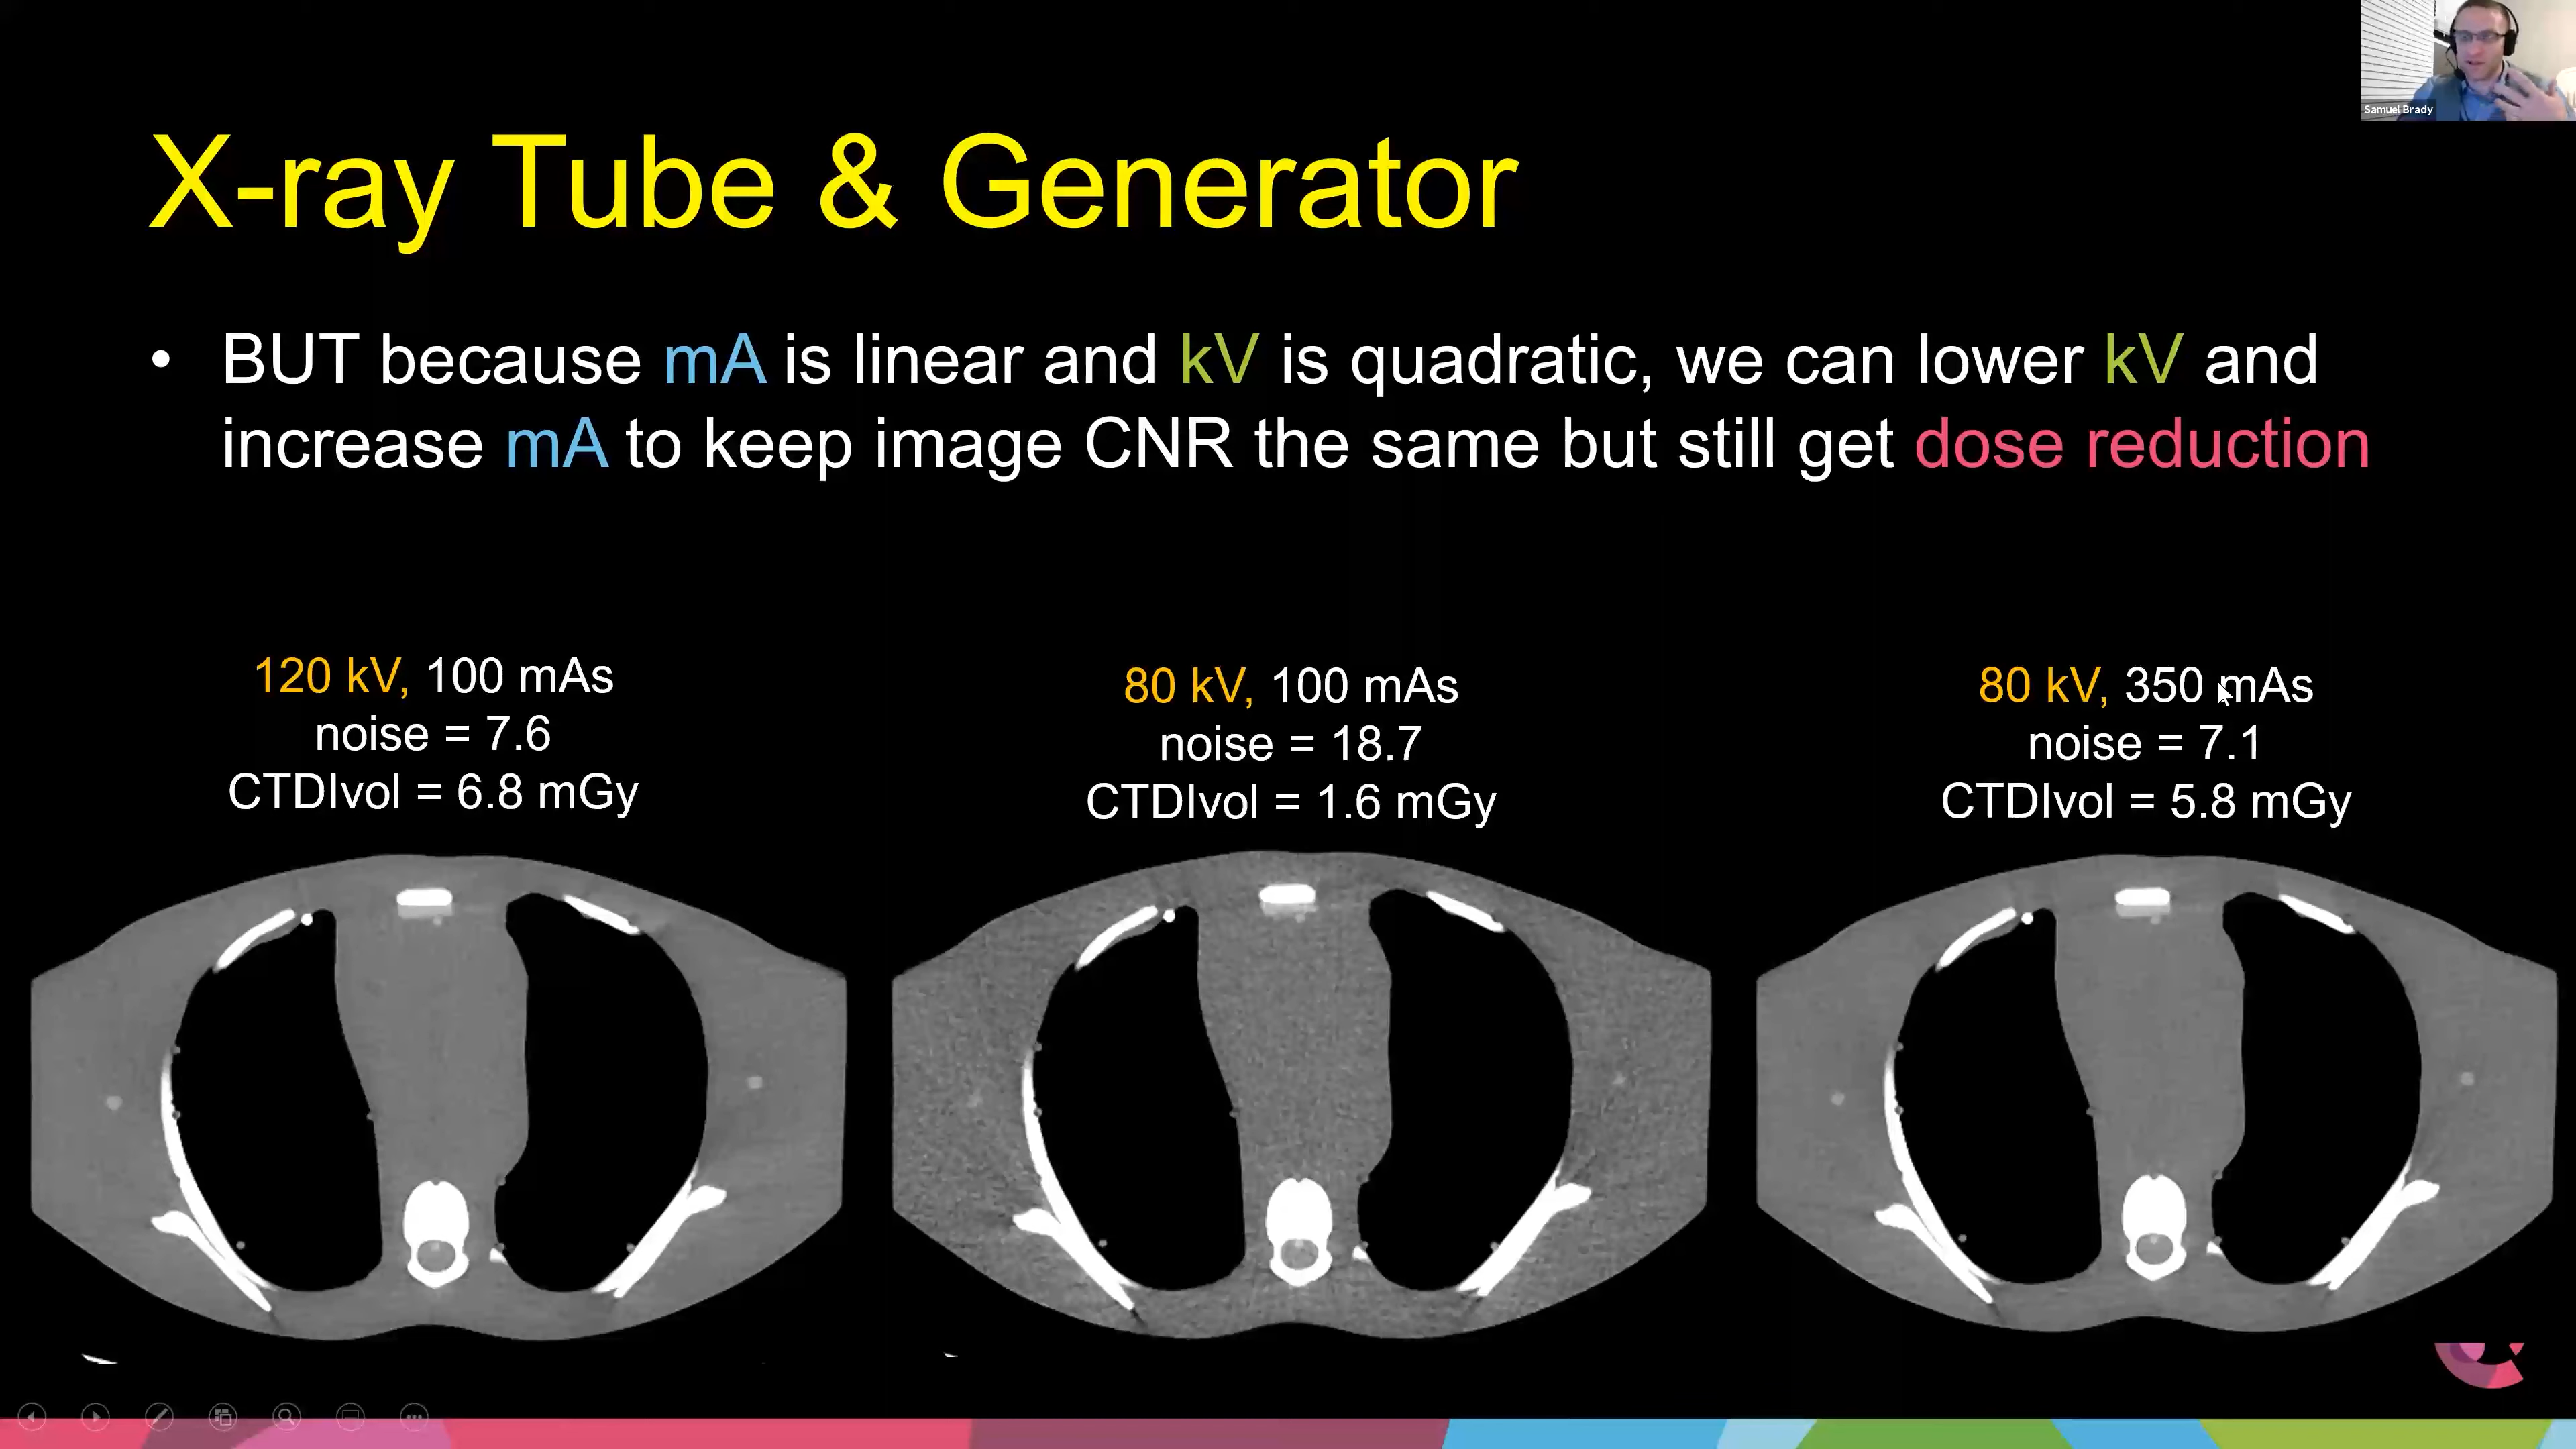 Samuel Brady
X-ray Tube & Generator
• BUT because mA is linear and kV is quadratic, we can lower kV and
increase mA to keep image CNR the same but still get dose reduction
120 kV, 100 mAs
noise = 7.6
CTDIvol = 6.8 mGy
80 kV, 100 mAs
noise = 18.7
CTDIvol = 1.6 mGy
80 kV, 350 mAs
noise = 7.1
CTDIvol = 5.8 mGy